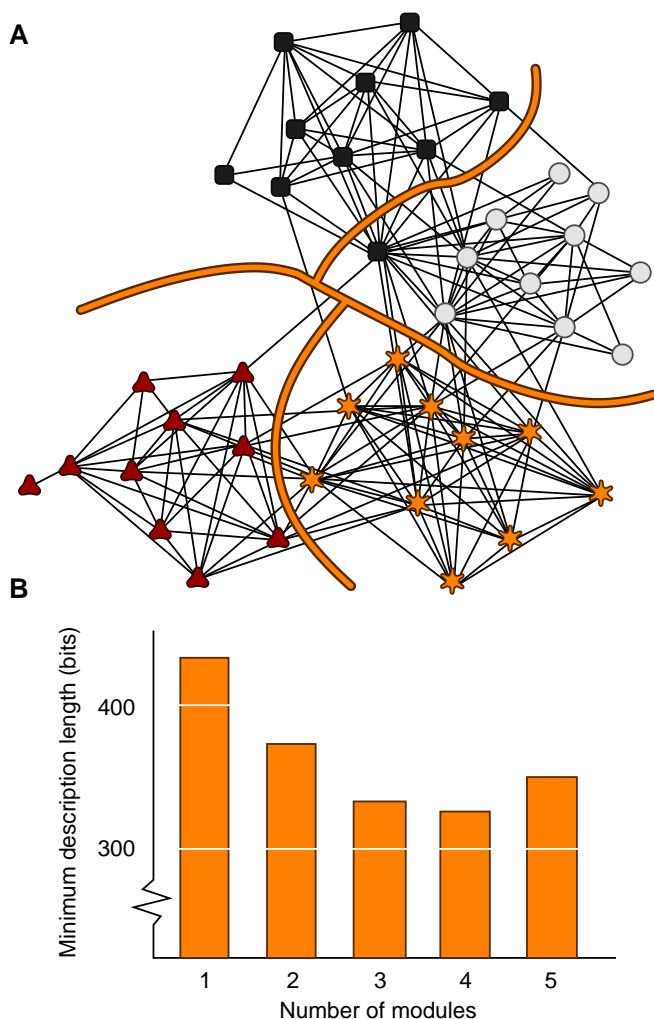 A
B
Minimum description length (bits)
400
300
1 2 3 4 5
Number of modules